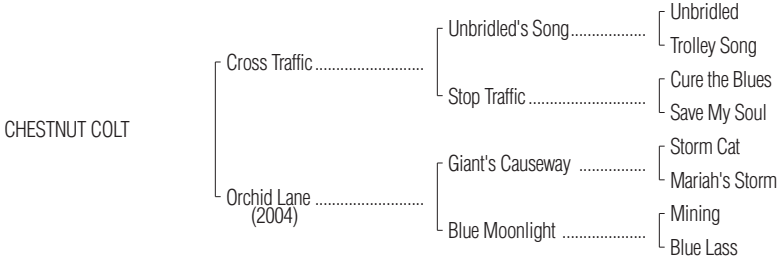 Unbridled
Unbridled's Song..................
Trolley Song
Cross Traffic ..........................
Cure the Blues
Stop Traffic ............................
Save My Soul
CHESTNUT COLT
Storm Cat
Giant's Causeway ................
Mariah's Storm
Orchid Lane ..........................
(2004)
Mining
Blue Moonlight ....................
Blue Lass